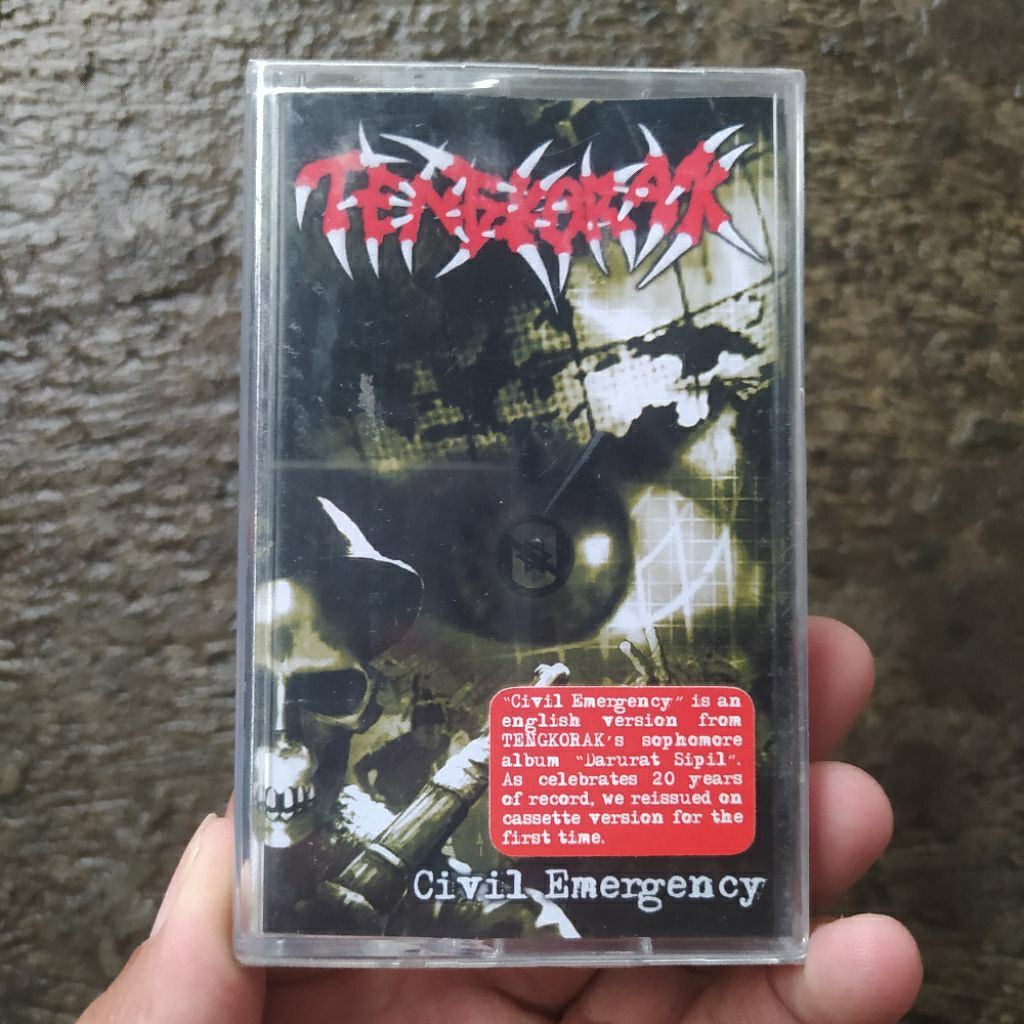 TENGKORAK
"Civil Emergency" is an
english version from
TENGKORAK's sophomore
album "Darurat Sipil".
As celebrates 20 years
of record, we reissued on
cassette version for the
first time.
Civil Emergency